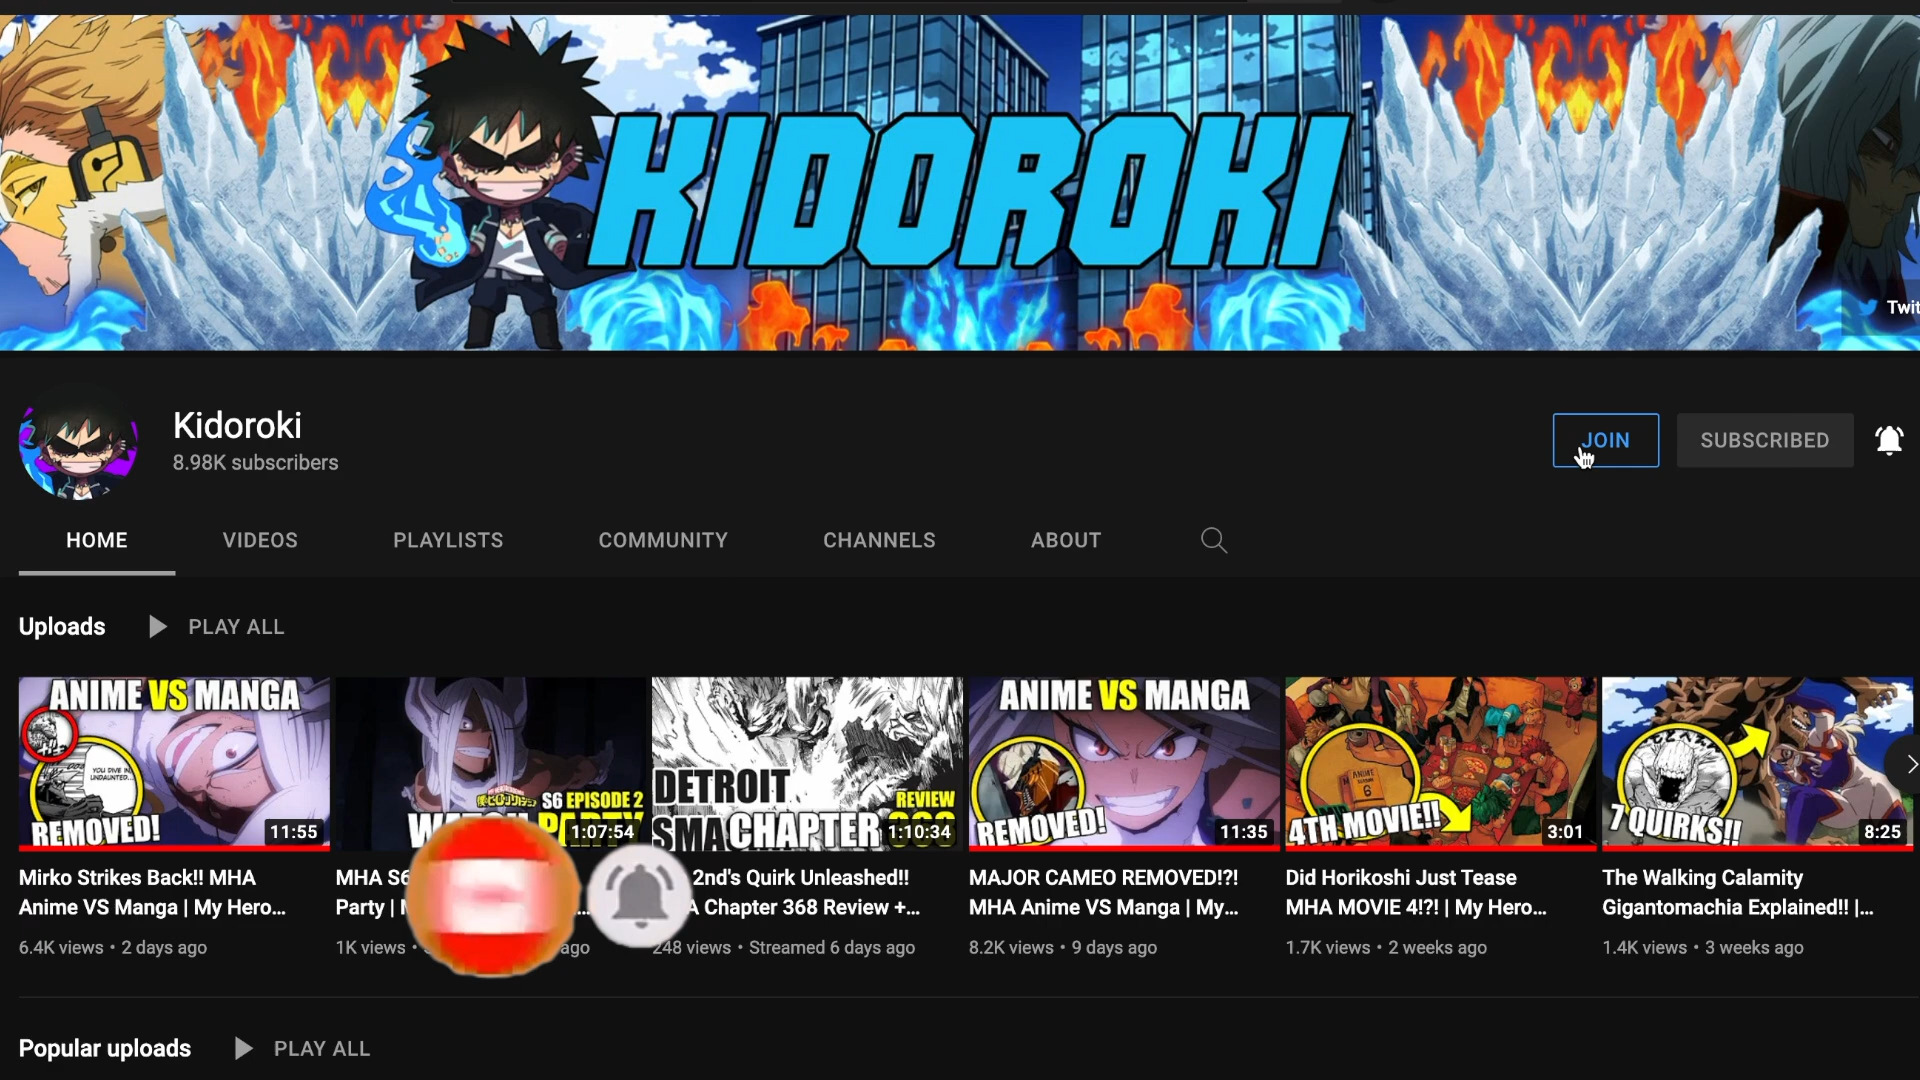 KIDOROKI
Twit
Kidoroki
8.98K subscribers
JOIN
SUBSCRIBED
HOME
VIDEOS
PLAYLISTS
COMMUNITY
CHANNELS
ABOUT
Uploads
PLAY ALL
ANIME VS MANGA
YOU DIVE IN
UNDAUNTED...
REMOVED!
11:55
S6 EPISODE 2
1:07:54
DETROIT
REVIEW
CHAPTER
1:10:34
ANIME VS MANGA
REMOVED!
11:35
ANIME
6
4TH MOVIE!!
3:01
7 QUIRKS!!
8:25
Mirko Strikes Back!! MHA
Anime VS Manga | My Hero...
6.4K views • 2 days ago
MHA S6
Party |
1K views •
ago
2nd's Quirk Unleashed!!
A Chapter 368 Review +...
248 views • Streamed 6 days ago
MAJOR CAMEO REMOVED!?!
MHA Anime VS Manga | My...
8.2K views • 9 days ago
Did Horikoshi Just Tease
MHA MOVIE 4!?! | My Hero...
1.7K views • 2 weeks ago
The Walking Calamity
Gigantomachia Explained!! |...
1.4K views • 3 weeks ago
Popular uploads
PLAY ALL